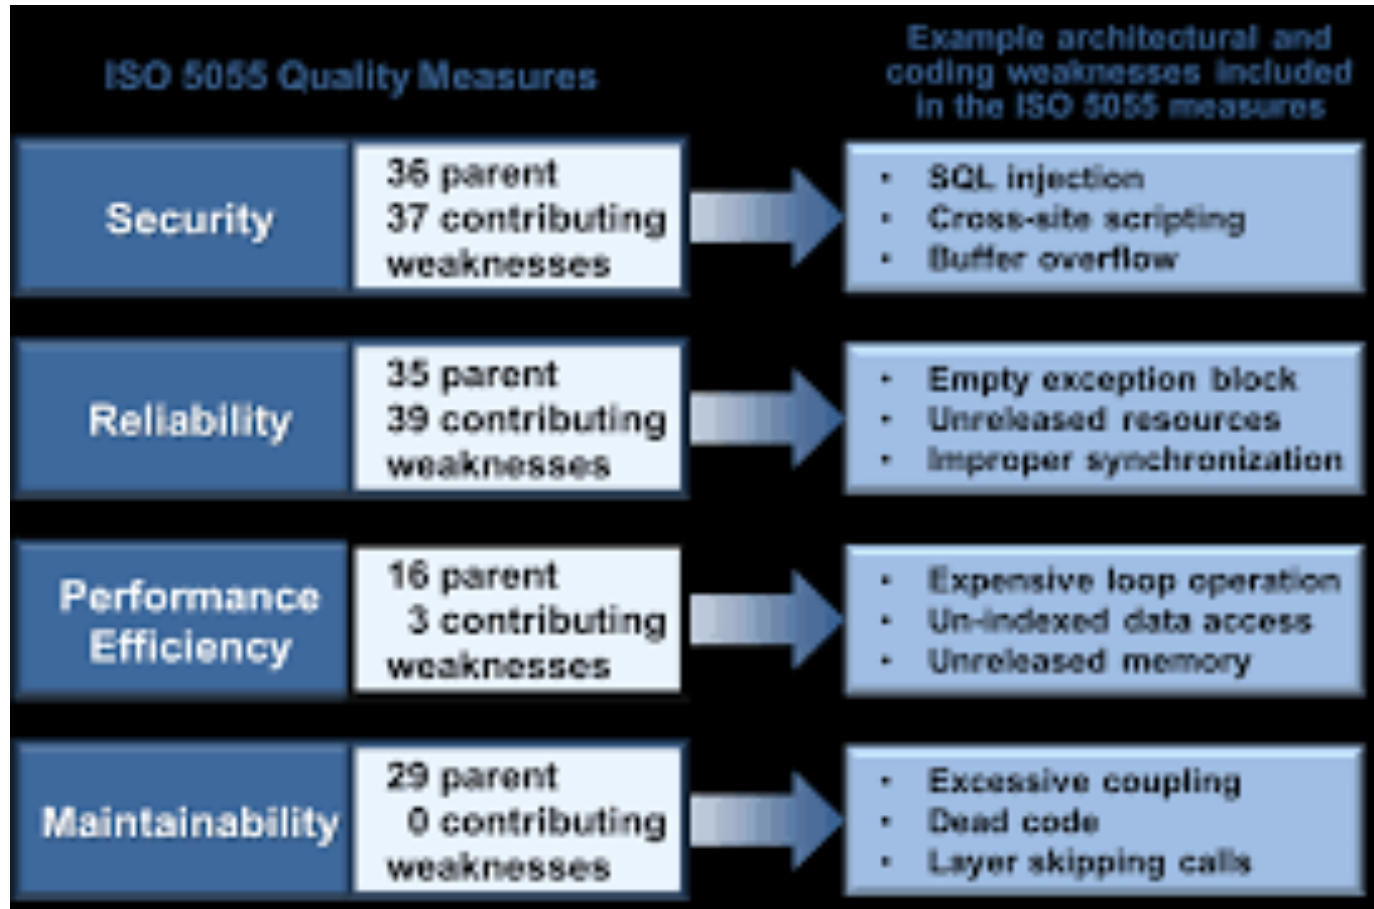 ISO 5055 Quality Measures
Example architectural and
coding weaknesses included
in the ISO 5055 measures
Security
36 parent
37 contributing
weaknesses
• SQL injection
• Cross-site scripting
• Buffer overflow
Reliability
35 parent
39 contributing
weaknesses
• Empty exception block
• Unreleased resources
• Improper synchronization
Performance
Efficiency
16 parent
3 contributing
weaknesses
• Expensive loop operation
• Un-indexed data access
• Unreleased memory
Maintainability
29 parent
0 contributing
weaknesses
• Excessive coupling
• Dead code
• Layer skipping calls